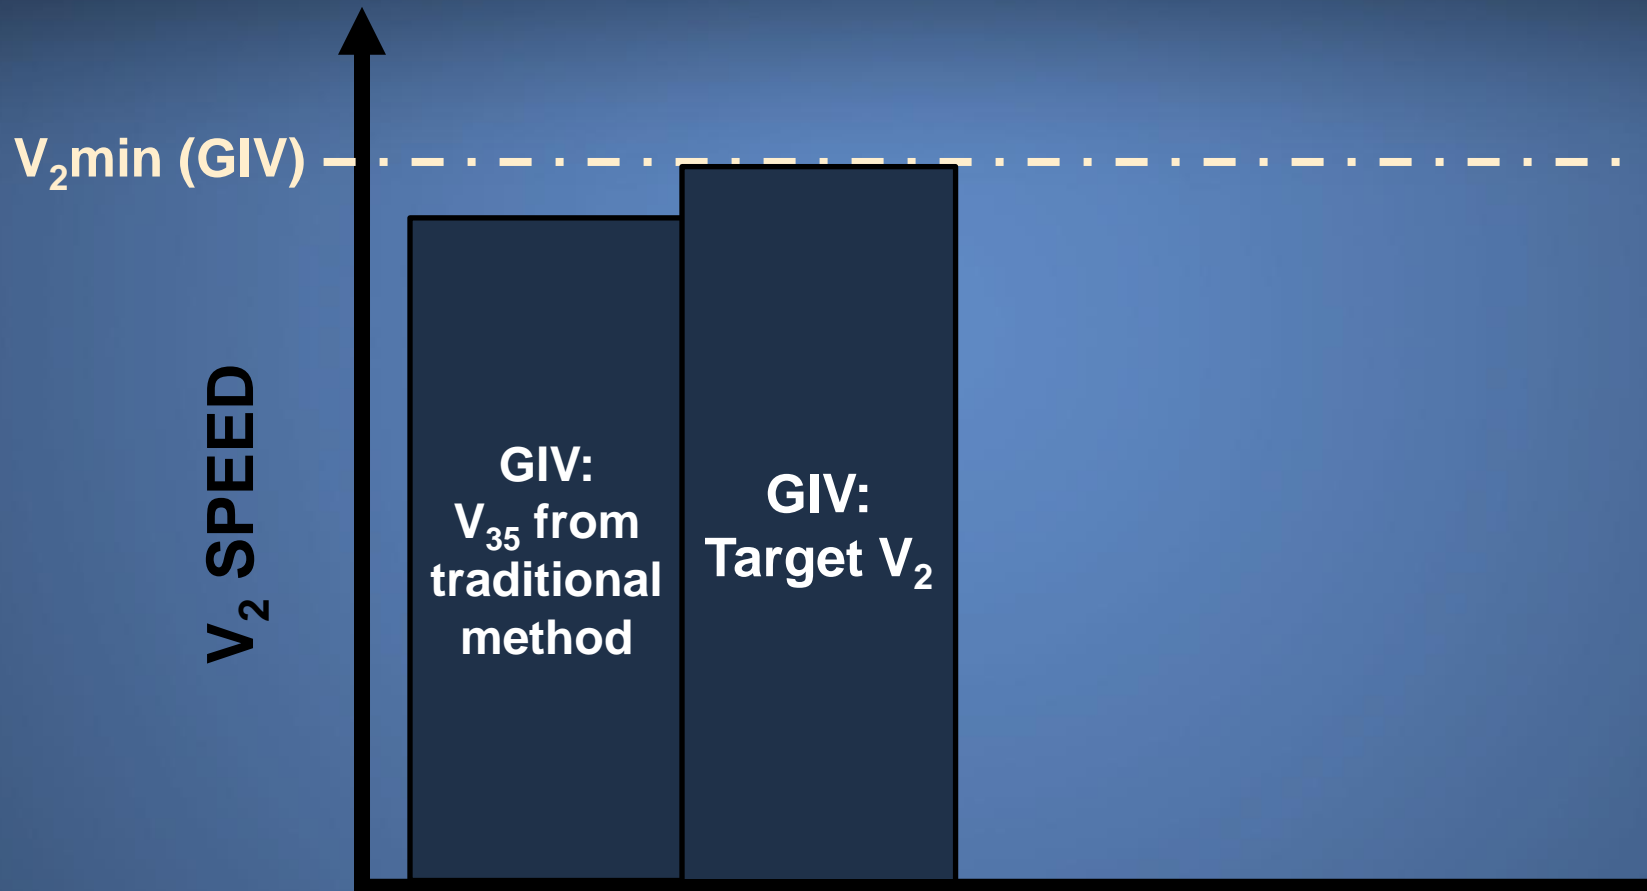 V₂min (GIV)
V₂ SPEED
GIV:
V₃₅ from
traditional
method
GIV:
Target V₂